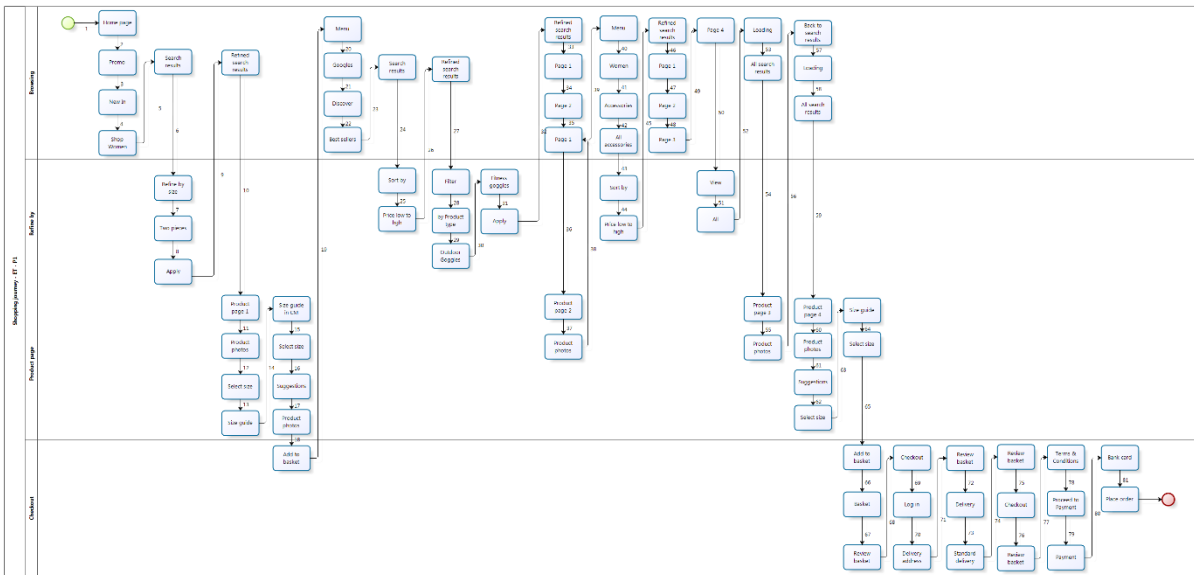 Shopping journey - ET - P1
Browsing
Home page
Promo
New in
Shop
Women
Search
results
Refined
search
results
Menu
Googles
Discover
Best sellers
Search
results
Refined
search
results
Refined
search
results
Page 1
Page 2
Page 1
Menu
Women
Accessories
All
accessories
Refined
search
results
Page 1
Page 2
Page 3
Page 4
Loading
All search
results
Back to
search
results
Loading
All search
results
Refine by
Refine by
size
Two pieces
Apply
Sort by
Price low to
high
Filter
by Product
type
Outdoor
Goggles
Fitness
goggles
Apply
Sort by
Price low to
high
View
All
Product page
Product
page 1
Product
photos
Select size
Size guide
Size guide
Select size
Suggestions
Product
photos
Product
page 2
Product
photos
Product
page 3
Product
photos
Product
page 4
Product
photos
Suggestions
Select size
Size guide
Select size
Checkout
Add to
basket
Add to
basket
Basket
Review
basket
Checkout
Log in
Delivery
address
Review
basket
Delivery
Standard
delivery
Review
basket
Checkout
Review
basket
Terms &
Conditions
Proceed to
Payment
Payment
Bank card
Place order